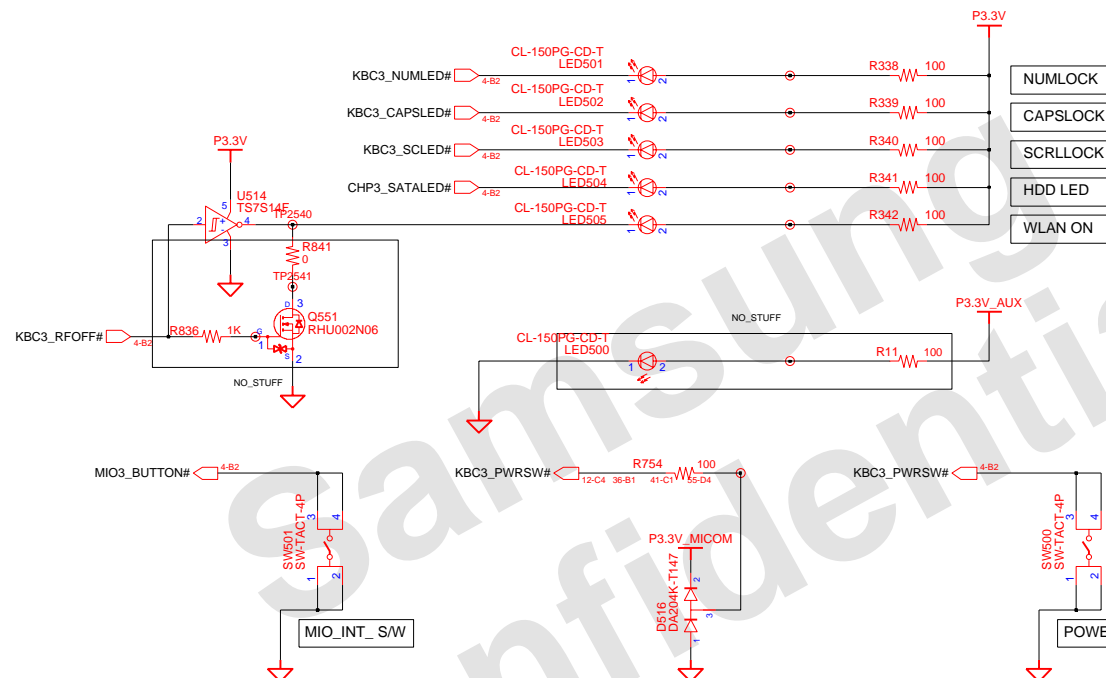 P3.3V
CL-150PG-CD-T
LED501
KBC3_NUMLED#
4-B2
1
2
R338
100
NUMLOCK
CL-150PG-CD-T
LED502
KBC3_CAPSLED#
4-B2
1
2
R339
100
CAPSLOCK
CL-150PG-CD-T
LED503
KBC3_SCLED#
4-B2
1
2
R340
100
SCRLLOCK
CL-150PG-CD-T
LED504
CHP3_SATALED#
4-B2
1
2
R341
100
HDD LED
CL-150PG-CD-T
LED505
1
2
R342
100
WLAN ON
P3.3V
U514
TS7S14F
5
2
+
-
4
3
TP2540
R841
0
TP2541
D
3
Q551
RHU002N06
KBC3_RFOFF#
4-B2
R836
1K
G
1
S
2
NO_STUFF
NO_STUFF
P3.3V_AUX
CL-150PG-CD-T
LED500
1
2
R11
100
MIO3_BUTTON#
4-B2
SW501
SW-TACT-4P
3
4
1
2
MIO_INT_ S/W
KBC3_PWRSW#
12-C4
36-B1
R754
41-C1
100
55-D4
P3.3V_MICOM
D516
DA204K-T147
2
3
1
KBC3_PWRSW#
4-B2
SW500
SW-TACT-4P
3
4
1
2
POWE
Samsung
nfidenti